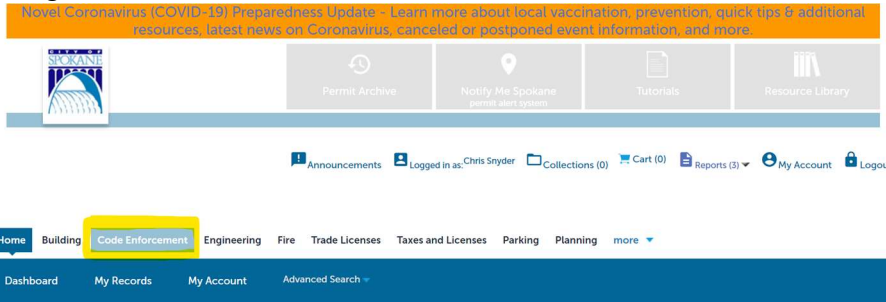 Novel Coronavirus (COVID-19) Preparedness Update - Learn more about local vaccination, prevention, quick tips & additional
resources, latest news on Coronavirus, canceled or postponed event information, and more.
CITY OF
SPOKANE
Permit Archive
Notify Me Spokane
permit alert system
Tutorials
Resource Library
Announcements Logged in as: Chris Snyder Collections (0) Cart (0) Reports (3) My Account Logou
Home Building Code Enforcement Engineering Fire Trade Licenses Taxes and Licenses Parking Planning more
Dashboard My Records My Account Advanced Search